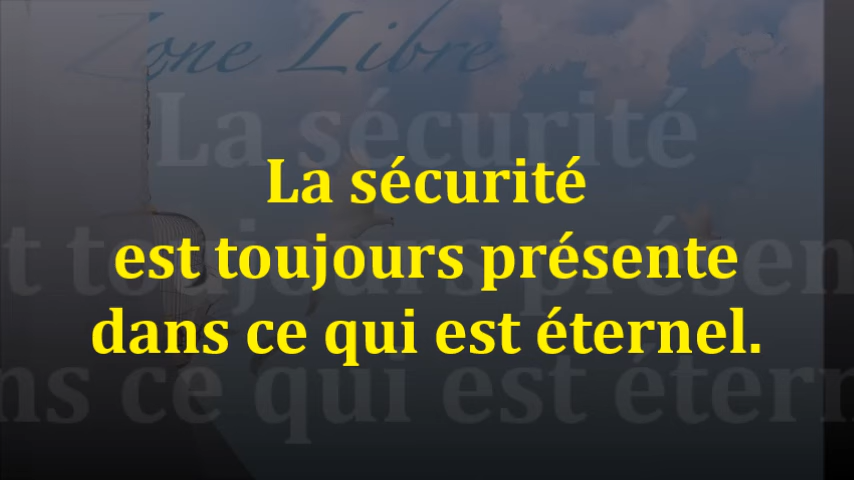 Zone Libre
La sécurité
est toujours présente
dans ce qui est éternel.